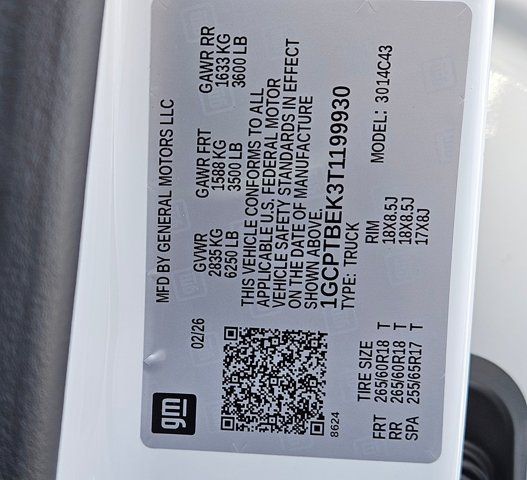 gm
02/26
MFD BY GENERAL MOTORS LLC
GVWR GAWR FRT GAWR RR
2835 KG 1588 KG 1633 KG
6250 LB 3500 LB 3600 LB
THIS VEHICLE CONFORMS TO ALL
APPLICABLE U.S. FEDERAL MOTOR
VEHICLE SAFETY STANDARDS IN EFFECT
ON THE DATE OF MANUFACTURE
SHOWN ABOVE.
1GCPTBEK3T1199930
TYPE: TRUCK MODEL: 3014C43
8624
TIRE SIZE RIM
FRT 265/60R18 T 18X8.5J
RR 265/60R18 T 18X8.5J
SPA 255/65R17 T 17X8J